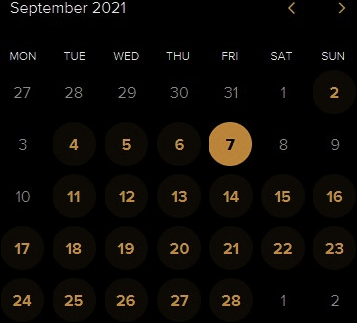 September 2021
MON TUE WED THU FRI SAT SUN
27 28 29 30 31 1 2
3 4 5 6 7 8 9
10 11 12 13 14 15 16
17 18 19 20 21 22 23
24 25 26 27 28 1 2